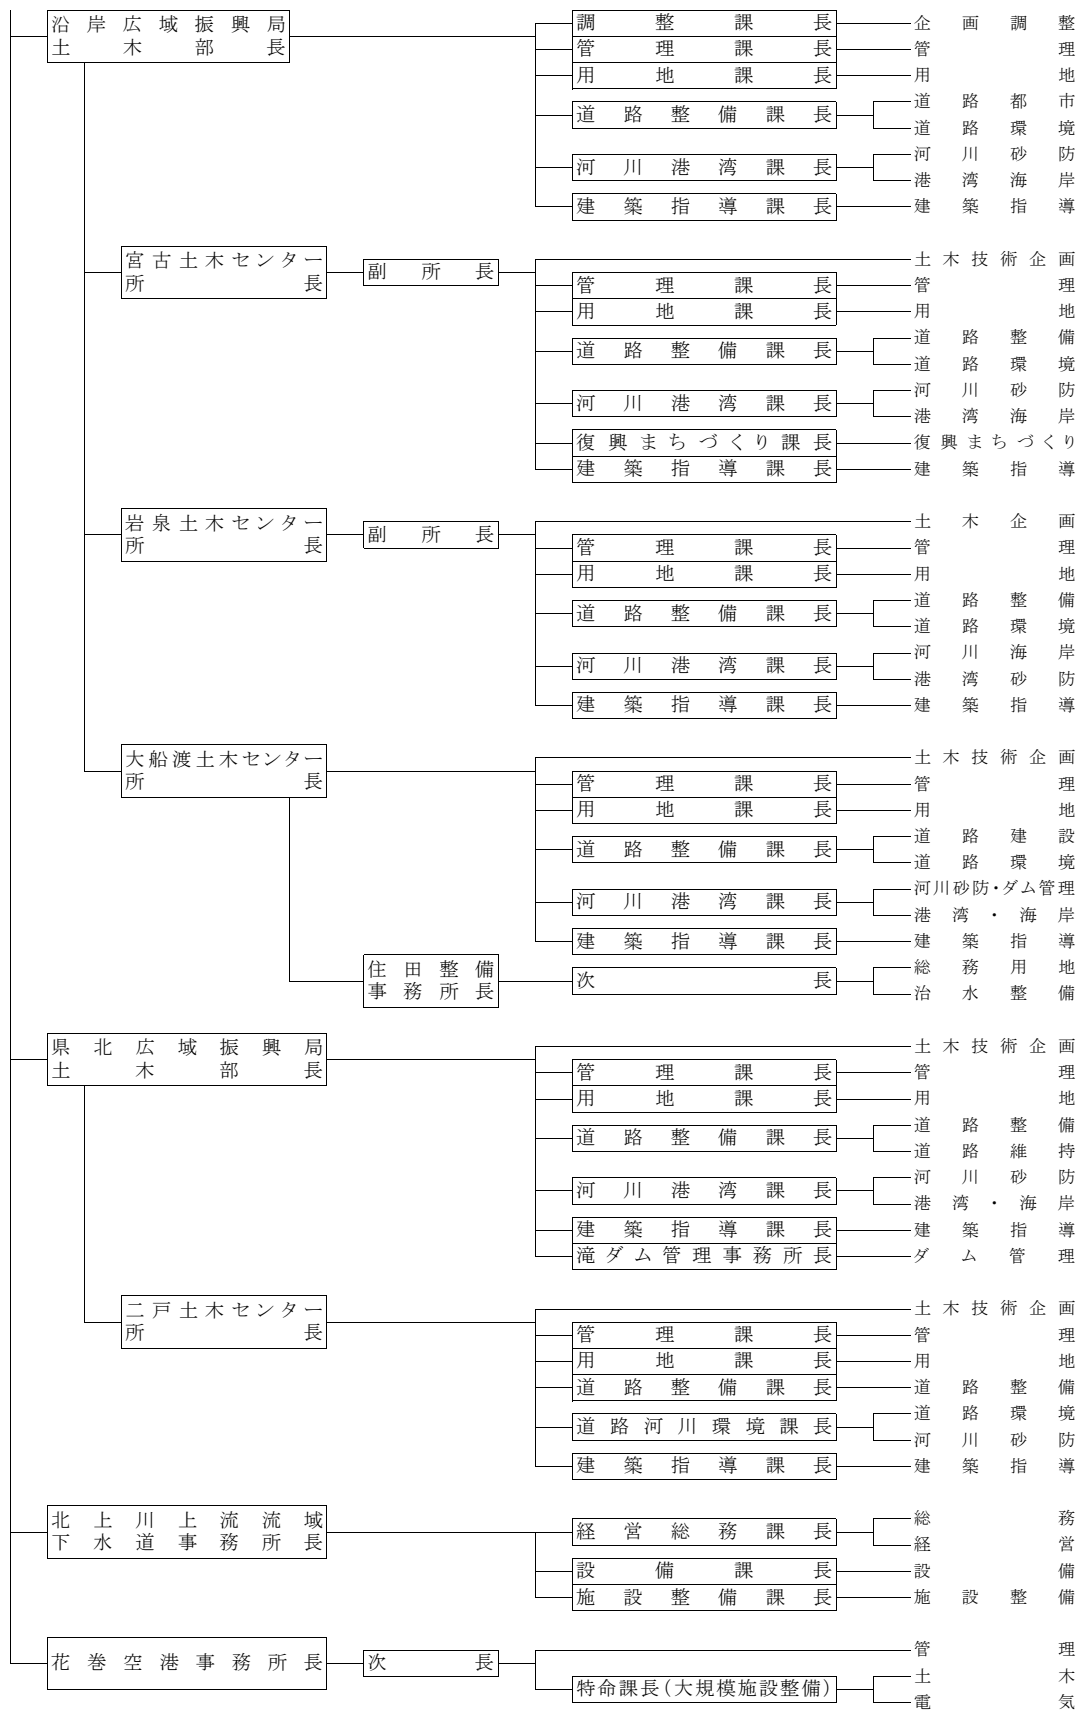 沿岸広域振興局
土木部長
調整課長 企画調整
管理課長 管理
用地課長 用地
道路整備課長 道路都市
道路環境
河川港湾課長 河川砂防
港湾海岸
建築指導課長 建築指導
宮古土木センター
所長
副所長
土木技術企画
管理課長 管理
用地課長 用地
道路整備課長 道路整備
道路環境
河川港湾課長 河川砂防
港湾海岸
復興まちづくり課長 復興まちづくり
建築指導課長 建築指導
岩泉土木センター
所長
副所長
土木企画
管理課長 管理
用地課長 用地
道路整備課長 道路整備
道路環境
河川港湾課長 河川海岸
港湾砂防
建築指導課長 建築指導
大船渡土木センター
所長
土木技術企画
管理課長 管理
用地課長 用地
道路整備課長 道路建設
道路環境
河川港湾課長 河川砂防・ダム管理
港湾・海岸
建築指導課長 建築指導
住田整備
事務所長
次長 総務用地
治水整備
県北広域振興局
土木部長
土木技術企画
管理課長 管理
用地課長 用地
道路整備課長 道路整備
道路維持
河川港湾課長 河川砂防
港湾・海岸
建築指導課長 建築指導
滝ダム管理事務所長 ダム管理
二戸土木センター
所長
土木技術企画
管理課長 管理
用地課長 用地
道路整備課長 道路整備
道路河川環境課長 道路環境
河川砂防
建築指導課長 建築指導
北上川上流流域
下水道事務所長
経営総務課長 総務
経営
設備課長 設備
施設整備課長 施設整備
花巻空港事務所長 次長
管理
特命課長(大規模施設整備) 土木
電気